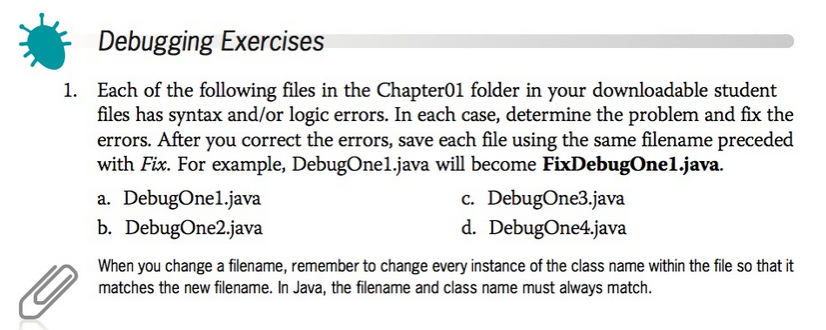 Debugging Exercises
1. Each of the following files in the Chapter01 folder in your downloadable student
files has syntax and/or logic errors. In each case, determine the problem and fix the
errors. After you correct the errors, save each file using the same filename preceded
with Fix. For example, DebugOne1.java will become FixDebugOne1.java.
a. DebugOne1.java
b. DebugOne2.java
c. DebugOne3.java
d. DebugOne4.java
When you change a filename, remember to change every instance of the class name within the file so that it
matches the new filename. In Java, the filename and class name must always match.